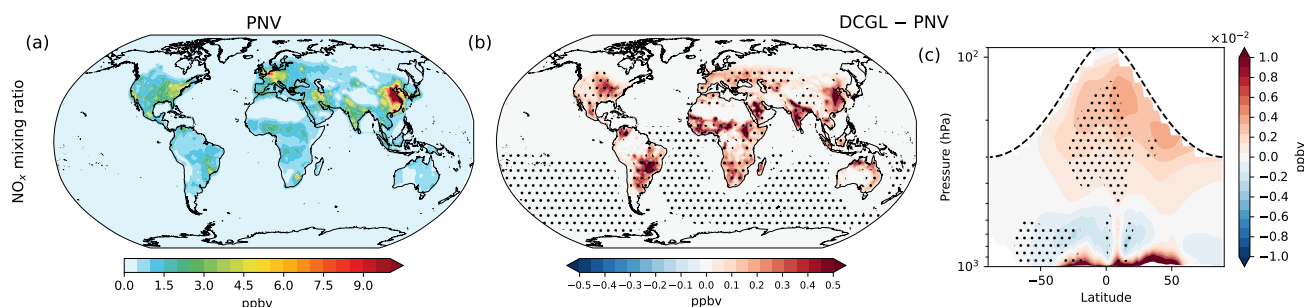 PNV
DCGL − PNV
(a)
(b)
(c)
NOx mixing ratio
0.0 1.5 3.0 4.5 6.0 7.5 9.0
ppbv
−0.5 −0.4 −0.3 −0.2 −0.1 0.0 0.1 0.2 0.3 0.4 0.5
ppbv
10²
10³
Pressure (hPa)
−50 0 50
Latitude
×10⁻²
1.0
0.8
0.6
0.4
0.2
0.0
−0.2
−0.4
−0.6
−0.8
−1.0
ppbv